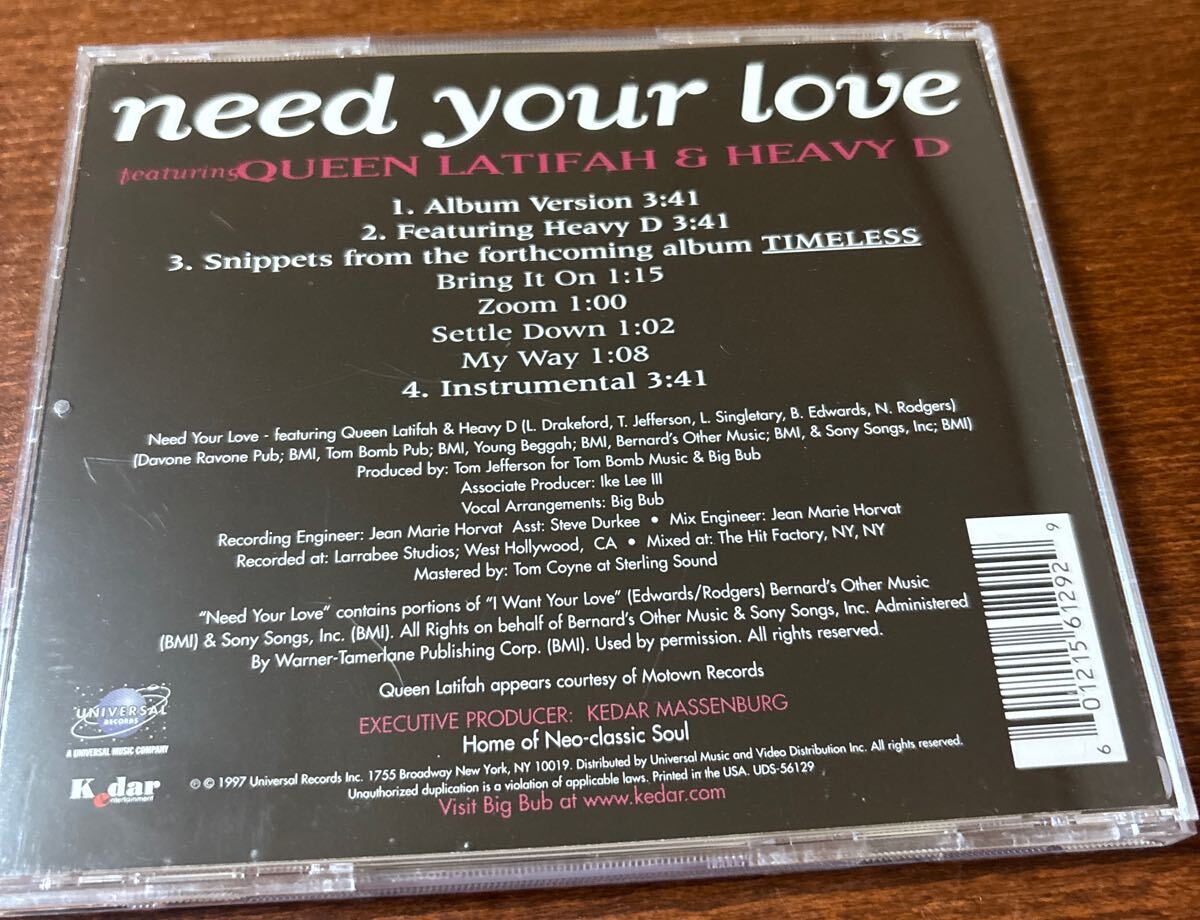 need your love
featuring QUEEN LATIFAH & HEAVY D
1. Album Version 3:41
2. Featuring Heavy D 3:41
3. Snippets from the forthcoming album TIMELESS
Bring It On 1:15
Zoom 1:00
Settle Down 1:02
My Way 1:08
4. Instrumental 3:41
Need Your Love - featuring Queen Latifah & Heavy D (L. Drakeford, T. Jefferson, L. Singletary, B. Edwards, N. Rodgers)
(Davone Ravone Pub; BMI, Tom Bomb Pub; BMI, Young Beggah; BMI, Bernard's Other Music; BMI, & Sony Songs, Inc; BMI)
Produced by: Tom Jefferson for Tom Bomb Music & Big Bub
Associate Producer: Ike Lee III
Vocal Arrangements: Big Bub
Recording Engineer: Jean Marie Horvat Asst: Steve Durkee • Mix Engineer: Jean Marie Horvat
Recorded at: Larrabee Studios; West Hollywood, CA • Mixed at: The Hit Factory, NY, NY
Mastered by: Tom Coyne at Sterling Sound
"Need Your Love" contains portions of "I Want Your Love" (Edwards/Rodgers) Bernard's Other Music
(BMI) & Sony Songs, Inc. (BMI). All Rights on behalf of Bernard's Other Music & Sony Songs, Inc. Administered
By Warner-Tamerlane Publishing Corp. (BMI). Used by permission. All rights reserved.
Queen Latifah appears courtesy of Motown Records
EXECUTIVE PRODUCER: KEDAR MASSENBURG
Home of Neo-classic Soul
℗ © 1997 Universal Records Inc. 1755 Broadway New York, NY 10019. Distributed by Universal Music and Video Distribution Inc. All rights reserved.
Unauthorized duplication is a violation of applicable laws. Printed in the USA. UDS-56129
Visit Big Bub at www.kedar.com
UNIVERSAL
RECORDS
A UNIVERSAL MUSIC COMPANY
Kedar
entertainment
6 01215 61292 9